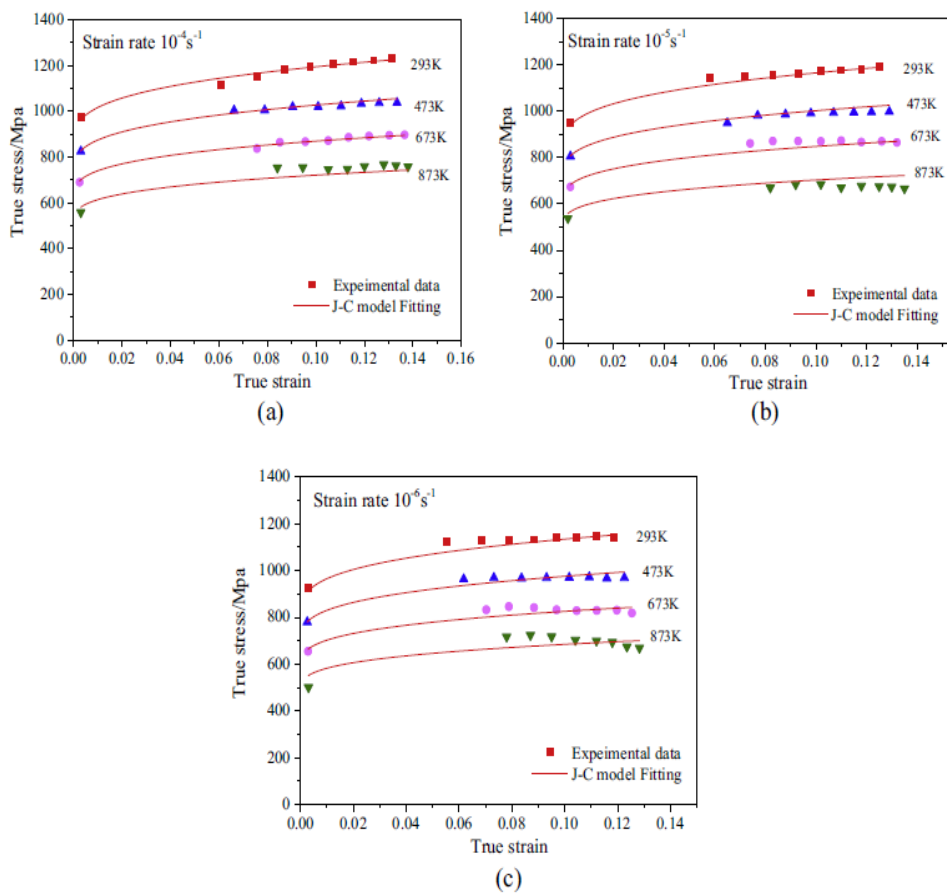 1400
1200
1000
800
600
400
200
0
True stress/Mpa
Strain rate 10⁻⁴s⁻¹
293K
473K
673K
873K
Expeimental data
J-C model Fitting
0.00 0.02 0.04 0.06 0.08 0.10 0.12 0.14 0.16
True strain
(a)
1400
1200
1000
800
600
400
200
0
True stress/Mpa
Strain rate 10⁻⁵s⁻¹
293K
473K
673K
873K
Expeimental data
J-C model Fitting
0.00 0.02 0.04 0.06 0.08 0.10 0.12 0.14
True strain
(b)
1400
1200
1000
800
600
400
200
0
True stress/Mpa
Strain rate 10⁻⁶s⁻¹
293K
473K
673K
873K
Expeimental data
J-C model Fitting
0.00 0.02 0.04 0.06 0.08 0.10 0.12 0.14
True strain
(c)